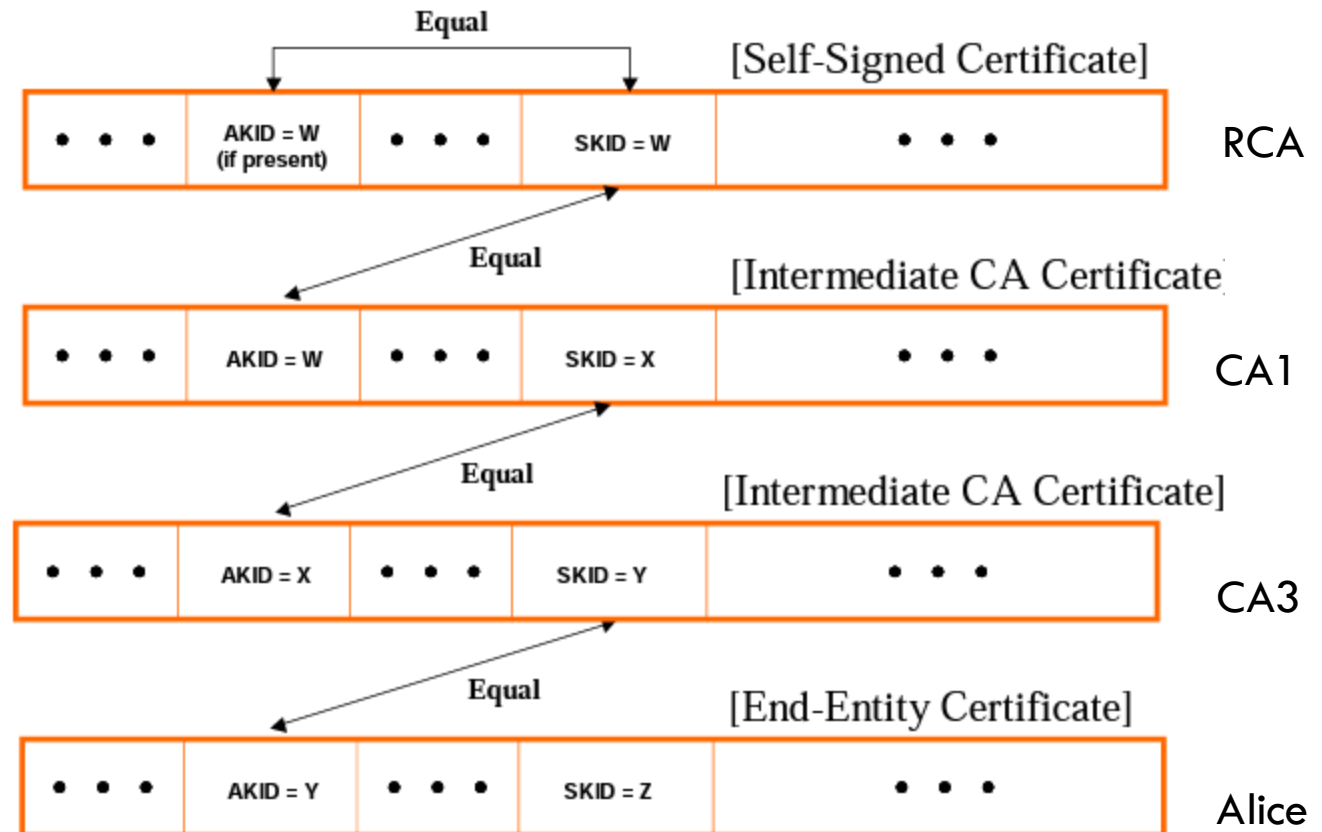 Equal
[Self-Signed Certificate]
• • • AKID = W (if present) • • • SKID = W • • • RCA
Equal
[Intermediate CA Certificate
• • • AKID = W • • • SKID = X • • • CA1
Equal
[Intermediate CA Certificate]
• • • AKID = X • • • SKID = Y • • • CA3
Equal
[End-Entity Certificate]
• • • AKID = Y • • • SKID = Z • • • Alice